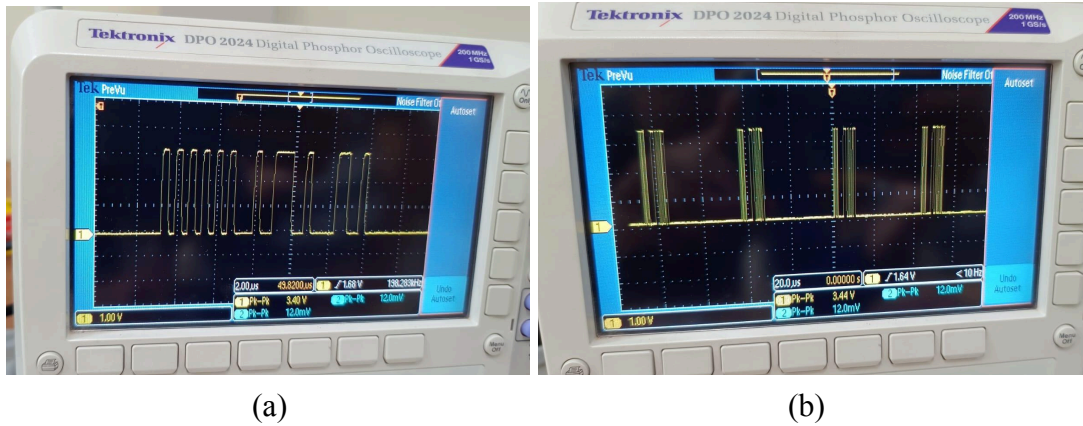 Tektronix DPO 2024 Digital Phosphor Oscilloscope
200 MHz
1 GS/s
Tek PreVu
Noise Filter Of
Autoset
1
2.00µs
49.8200µs
1
1.68 V
198.289kHz
1 Pk-Pk 3.40 V
2 Pk-Pk 12.0mV
2 Pk-Pk 12.0mV
Undo
Autoset
1 1.00 V
Menu
Off
Tektronix DPO 2024 Digital Phosphor Oscilloscope
200 MHz
1 GS/s
Tek PreVu
Noise Filter Of
Autoset
1
20.0µs
0.00000 s
1
1.64 V
<10 Hz
1 Pk-Pk 3.44 V
2 Pk-Pk 12.0mV
2 Pk-Pk 12.0mV
Undo
Autoset
1 1.00 V
Menu
Off
(a)
(b)